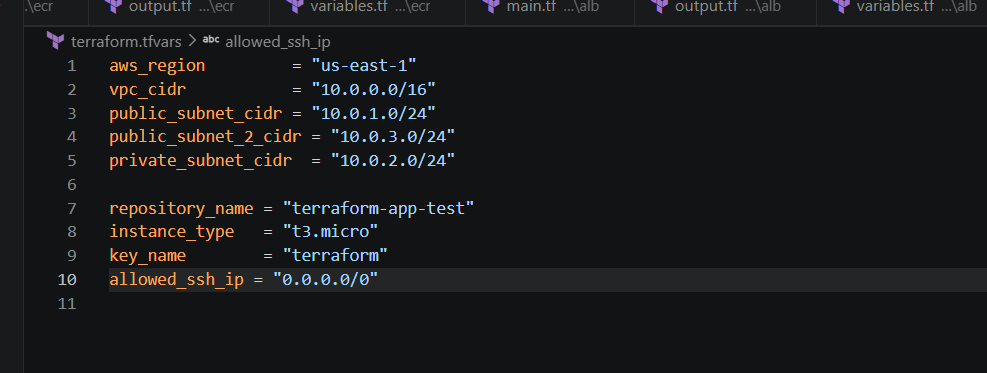 .\ecr output.tf ...\ecr variables.tf ...\ecr main.tf ...\alb output.tf ...\alb variables.tf ...\alb
terraform.tfvars > abc allowed_ssh_ip
1 aws_region = "us-east-1"
2 vpc_cidr = "10.0.0.0/16"
3 public_subnet_cidr = "10.0.1.0/24"
4 public_subnet_2_cidr = "10.0.3.0/24"
5 private_subnet_cidr = "10.0.2.0/24"
6
7 repository_name = "terraform-app-test"
8 instance_type = "t3.micro"
9 key_name = "terraform"
10 allowed_ssh_ip = "0.0.0.0/0"
11